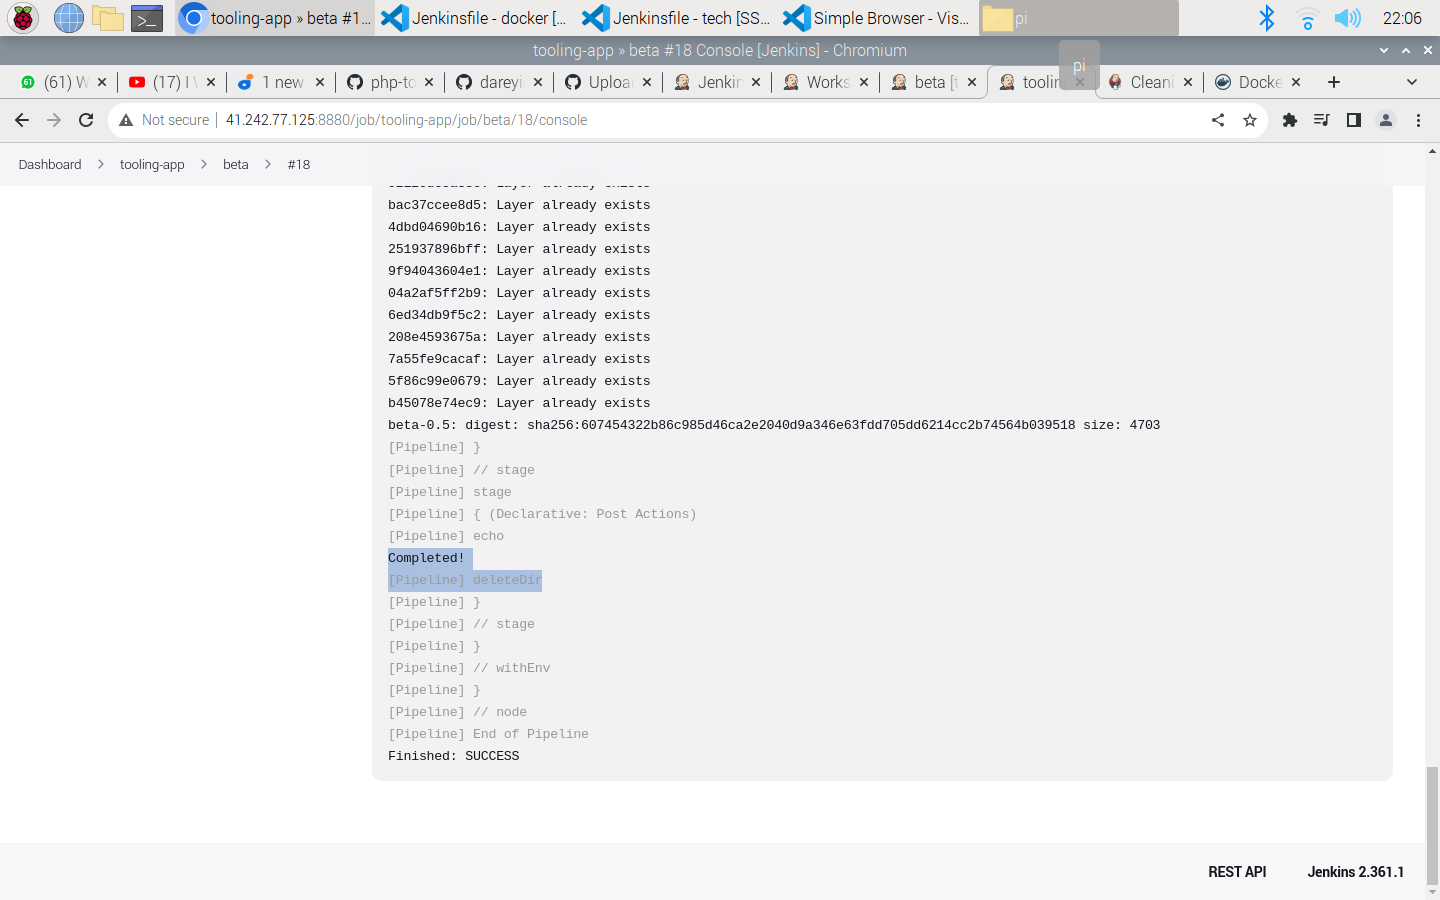 tooling-app » beta #1...
Jenkinsfile - docker [...
Jenkinsfile - tech [SS...
Simple Browser - Vis...
pi
22:06
tooling-app » beta #18 Console [Jenkins] - Chromium
pi
(61) W
(17) I W
1 new
php-to
dareyi
Uploa
Jenkin
Works
beta [t
toolin
Cleani
Docke
Not secure
41.242.77.125:8880/job/tooling-app/job/beta/18/console
Dashboard
tooling-app
beta
#18
bac37ccee8d5: Layer already exists
4dbd04690b16: Layer already exists
251937896bff: Layer already exists
9f94043604e1: Layer already exists
04a2af5ff2b9: Layer already exists
6ed34db9f5c2: Layer already exists
208e4593675a: Layer already exists
7a55fe9cacaf: Layer already exists
5f86c99e0679: Layer already exists
b45078e74ec9: Layer already exists
beta-0.5: digest: sha256:607454322b86c985d46ca2e2040d9a346e63fdd705dd6214cc2b74564b039518 size: 4703
[Pipeline] }
[Pipeline] // stage
[Pipeline] stage
[Pipeline] { (Declarative: Post Actions)
[Pipeline] echo
Completed!
[Pipeline] deleteDir
[Pipeline] }
[Pipeline] // stage
[Pipeline] }
[Pipeline] // withEnv
[Pipeline] }
[Pipeline] // node
[Pipeline] End of Pipeline
Finished: SUCCESS
REST API
Jenkins 2.361.1